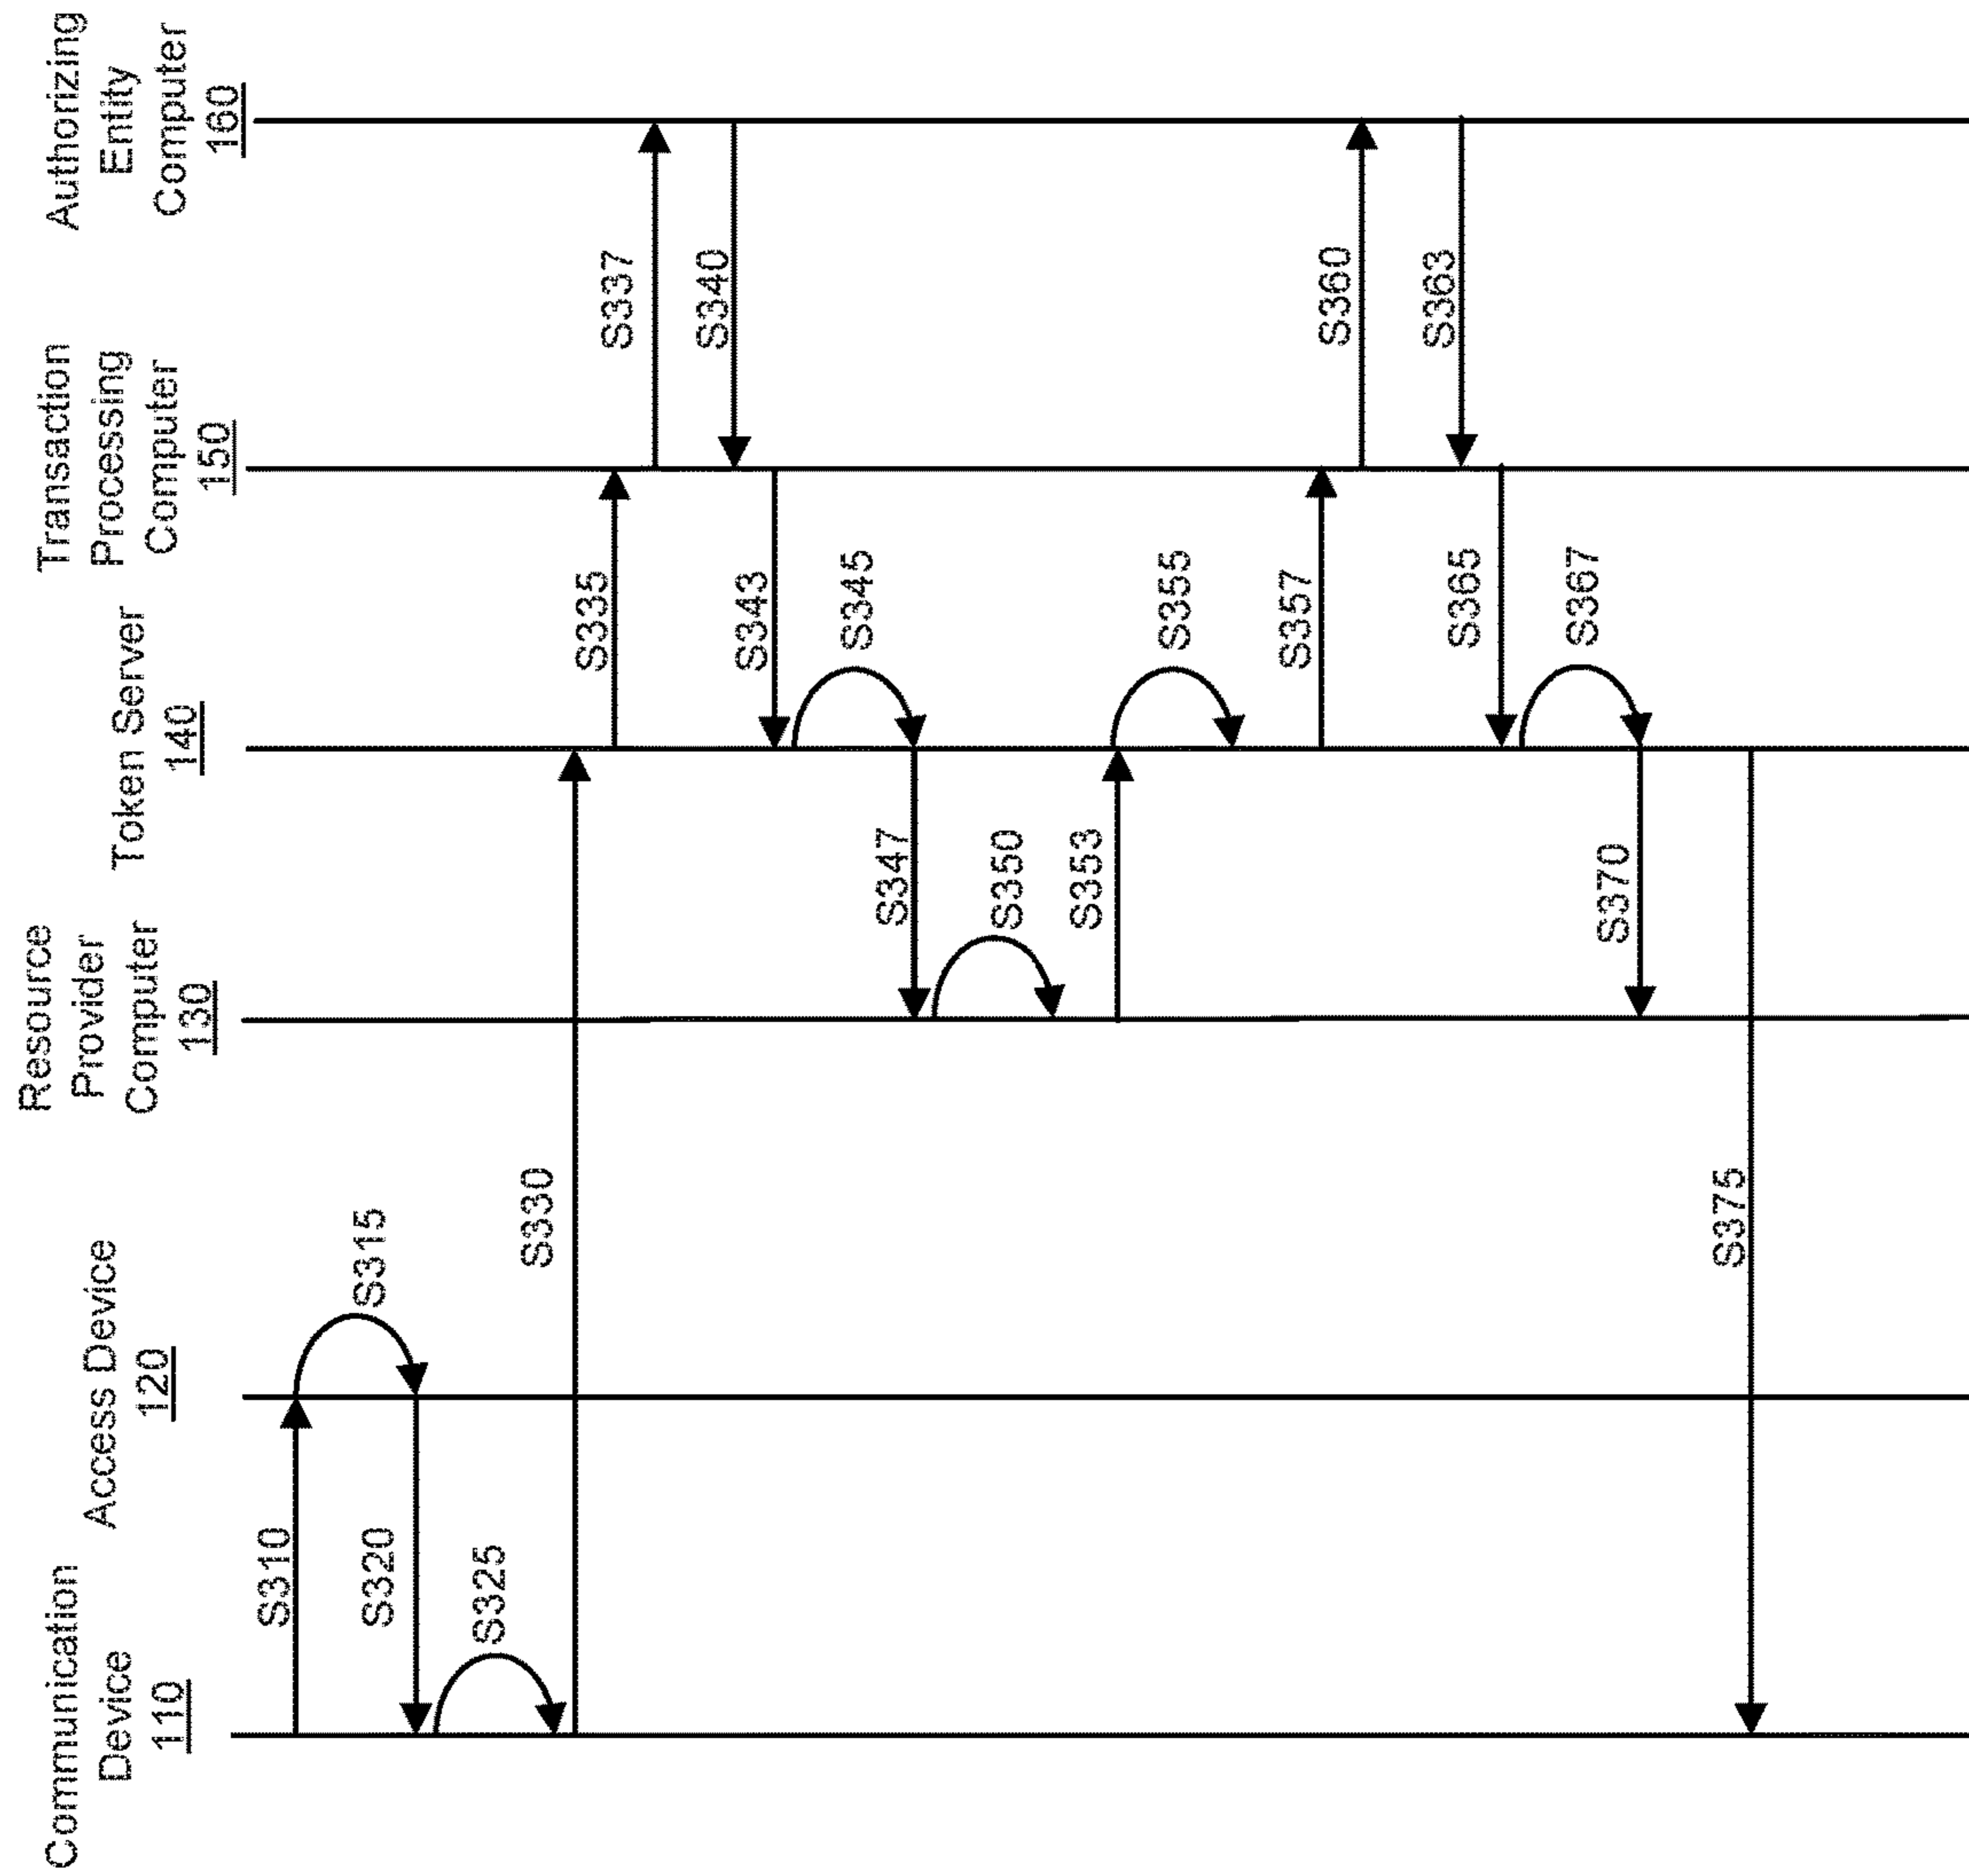 Communication
Device
110
Access Device
120
Resource
Provider
Computer
130
Token Server
140
Transaction
Processing
Computer
150
Authorizing
Entity
Computer
160
S310
S315
S320
S325
S330
S335
S337
S340
S343
S345
S347
S350
S353
S355
S357
S360
S363
S365
S367
S370
S375